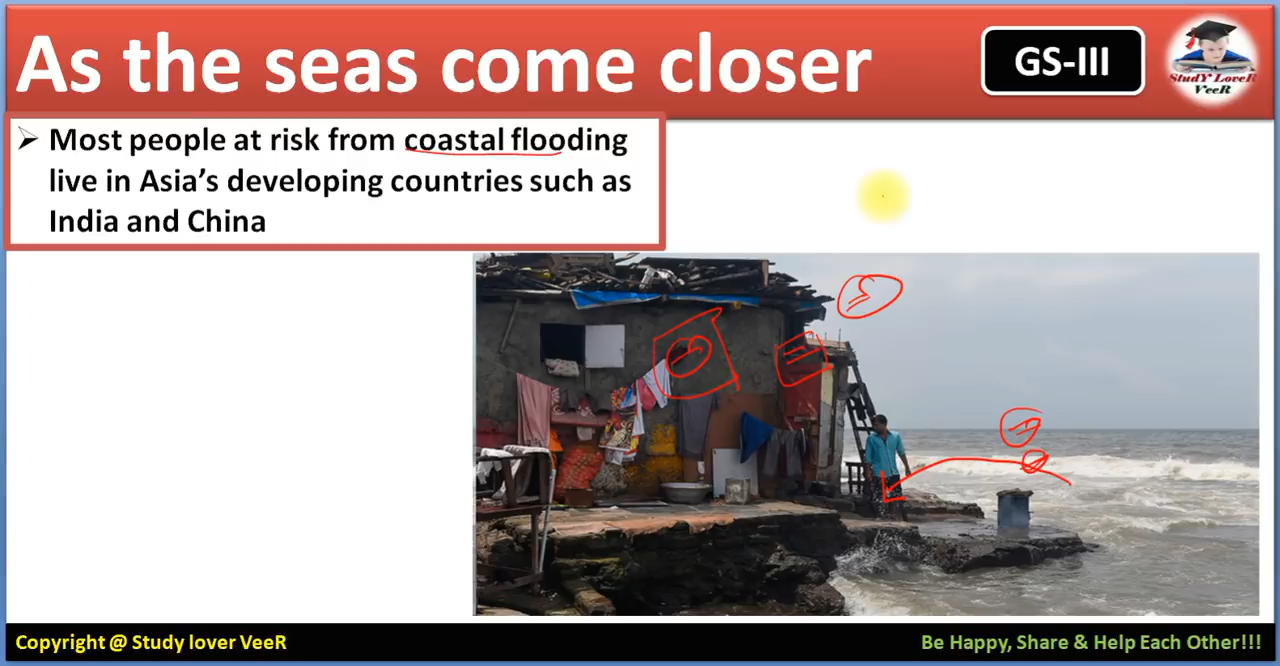 As the seas come closer
GS-III
StudY LoveR
VeeR
➢ Most people at risk from coastal flooding
live in Asia’s developing countries such as
India and China
Copyright @ Study lover VeeR
Be Happy, Share & Help Each Other!!!